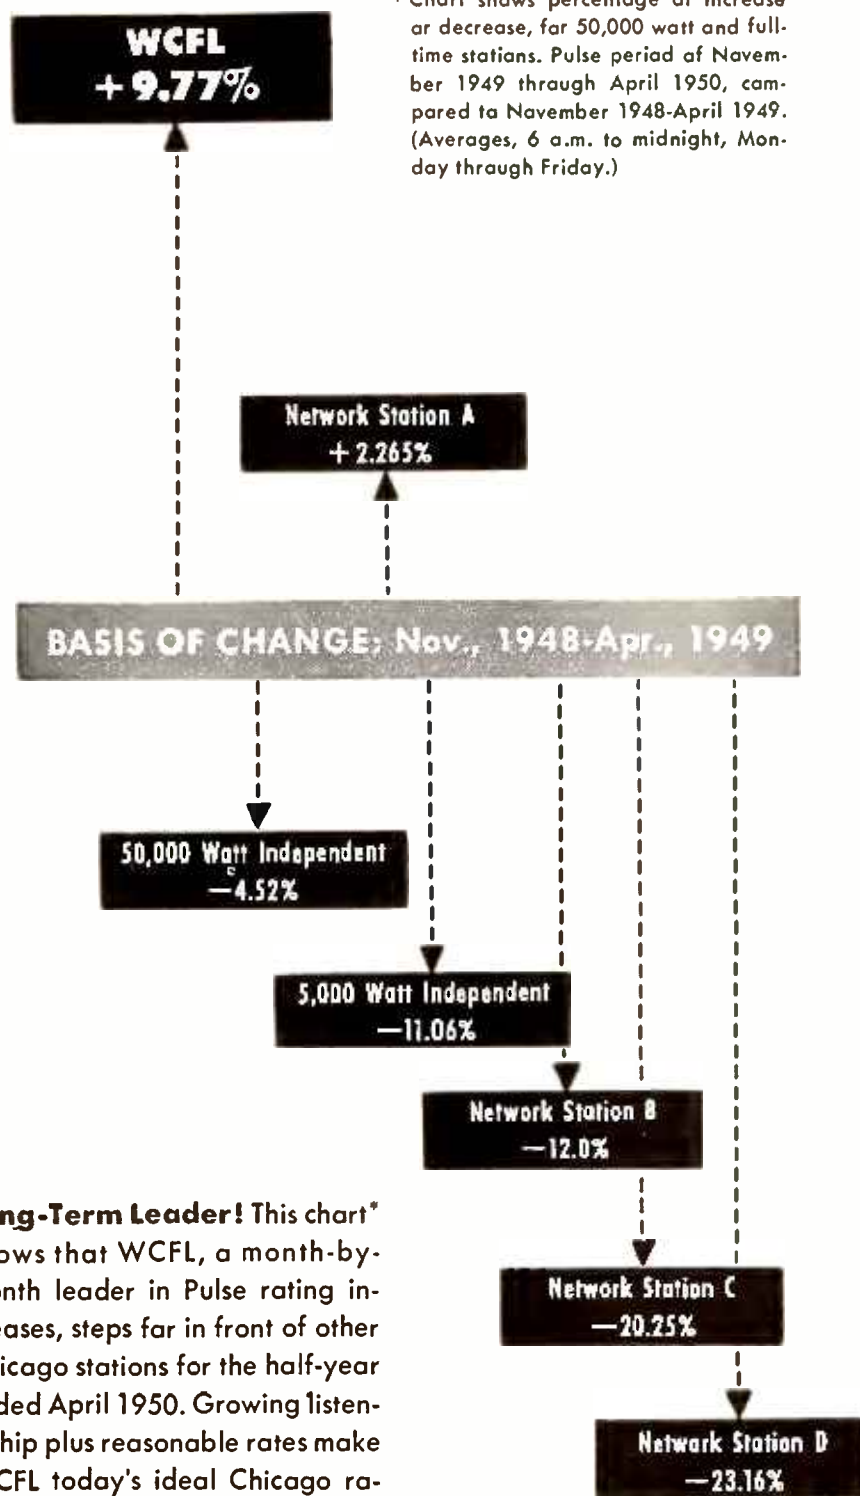 WCFL
+9.77%
Chart shows percentage of increase
or decrease, for 50,000 watt and full-
time stations. Pulse period of Novem-
ber 1949 through April 1950, com-
pared to November 1948-April 1949.
(Averages, 6 a.m. to midnight, Mon-
day through Friday.)
Network Station A
+2.265%
BASIS OF CHANGE: Nov., 1948-Apr., 1949
50,000 Watt Independent
—4.52%
5,000 Watt Independent
—11.06%
Network Station B
—12.0%
Network Station C
—20.25%
Network Station D
—23.16%
ng-Term Leader! This chart*
ows that WCFL, a month-by-
onth leader in Pulse rating in-
eases, steps far in front of other
icago stations for the half-year
ded April 1950. Growing listen-
hip plus reasonable rates make
CFL today's ideal Chicago ra-